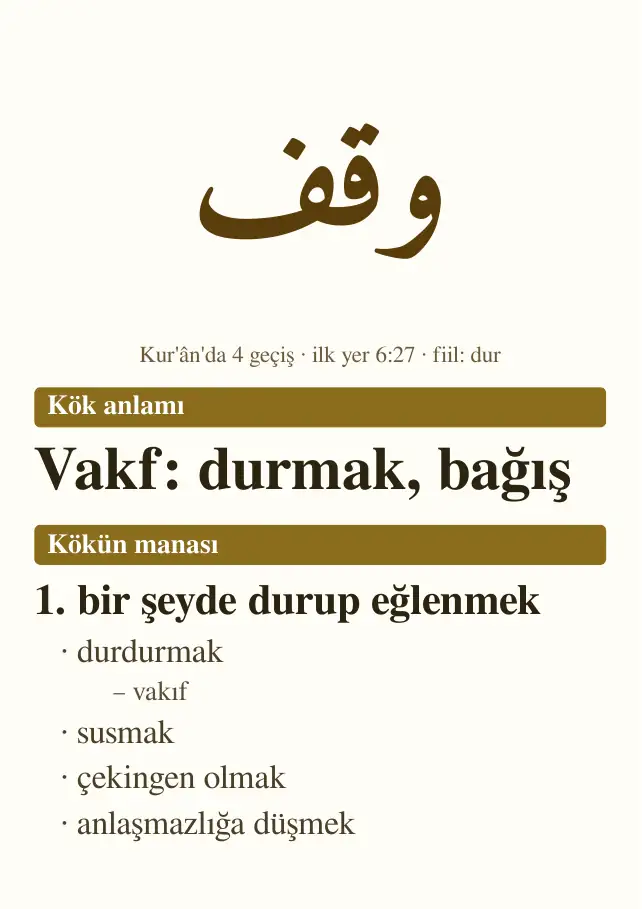 وقف
Kur'ân'da 4 geçiş · ilk yer 6:27 · fiil: dur
Kök anlamı
Vakf: durmak, bağış
Kökün manası
1. bir şeyde durup eğlenmek
· durdurmak
– vakıf
· susmak
· çekingen olmak
· anlaşmazlığa düşmek